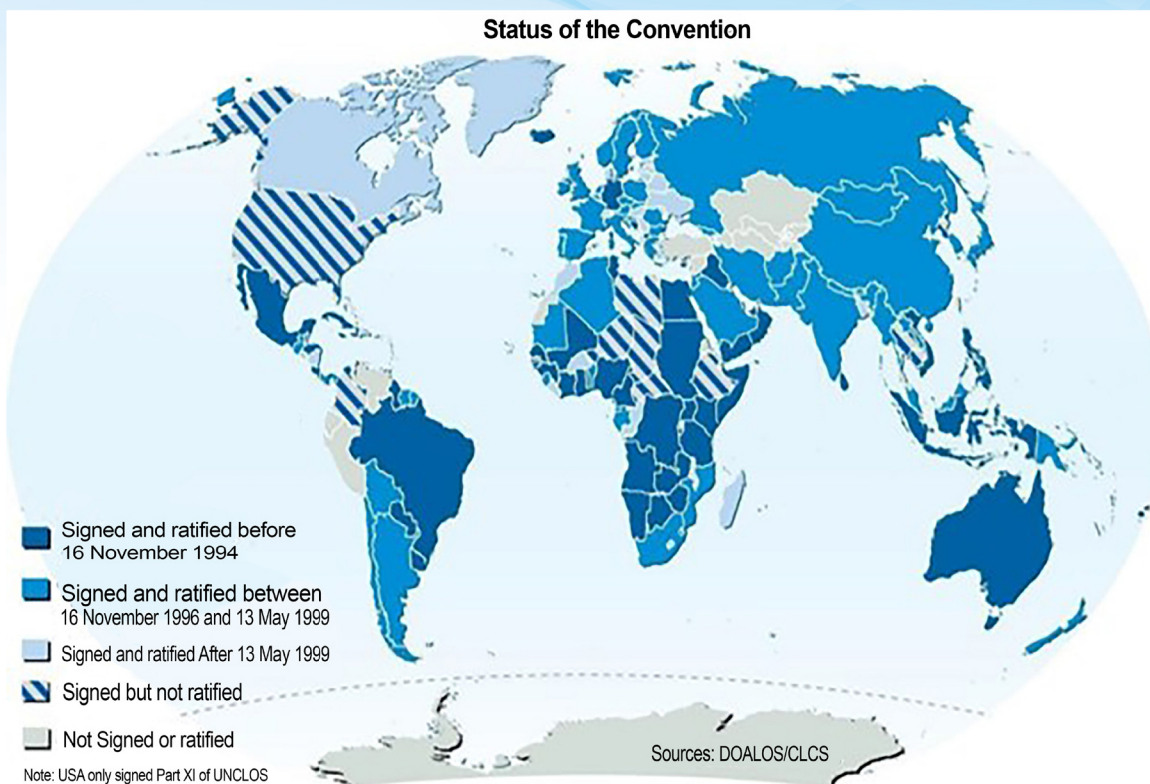 Status of the Convention
Signed and ratified before
16 November 1994
Signed and ratified between
16 November 1996 and 13 May 1999
Signed and ratified After 13 May 1999
Signed but not ratified
Not Signed or ratified
Sources: DOALOS/CLCS
Note: USA only signed Part XI of UNCLOS